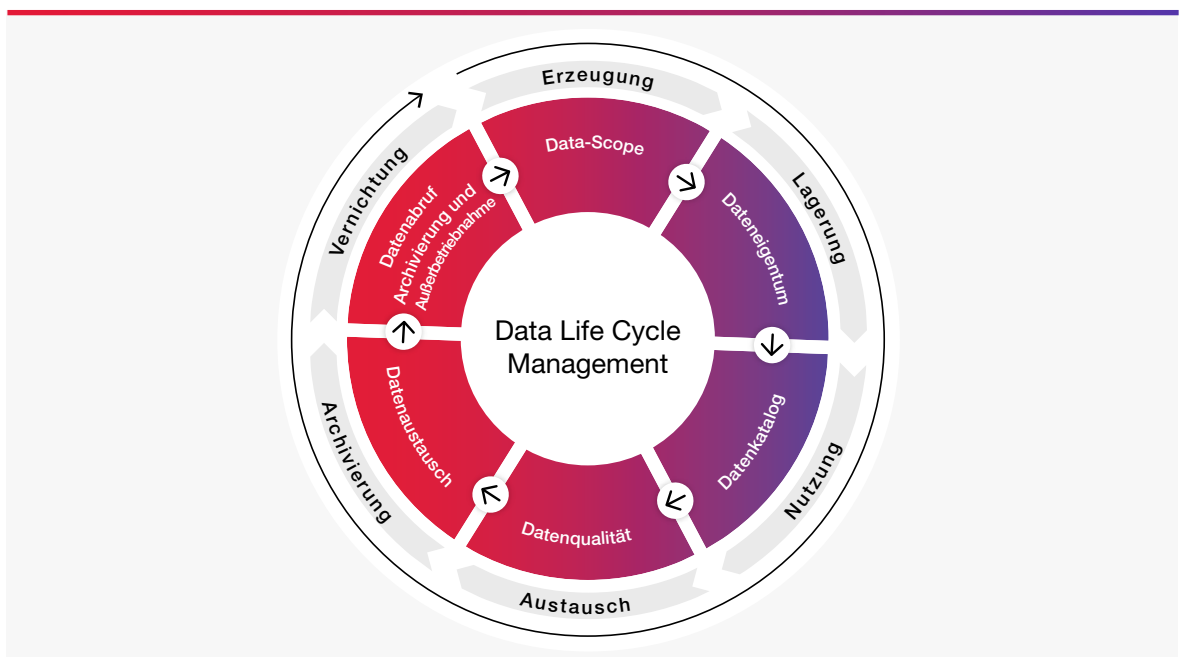 Erzeugung
Lagerung
Nutzung
Austausch
Archivierung
Vernichtung
Data-Scope
Dateneigentum
Datenkatalog
Datenqualität
Datenaustausch
Datenabruf
Archivierung und
Außerbetriebnahme
Data Life Cycle
Management